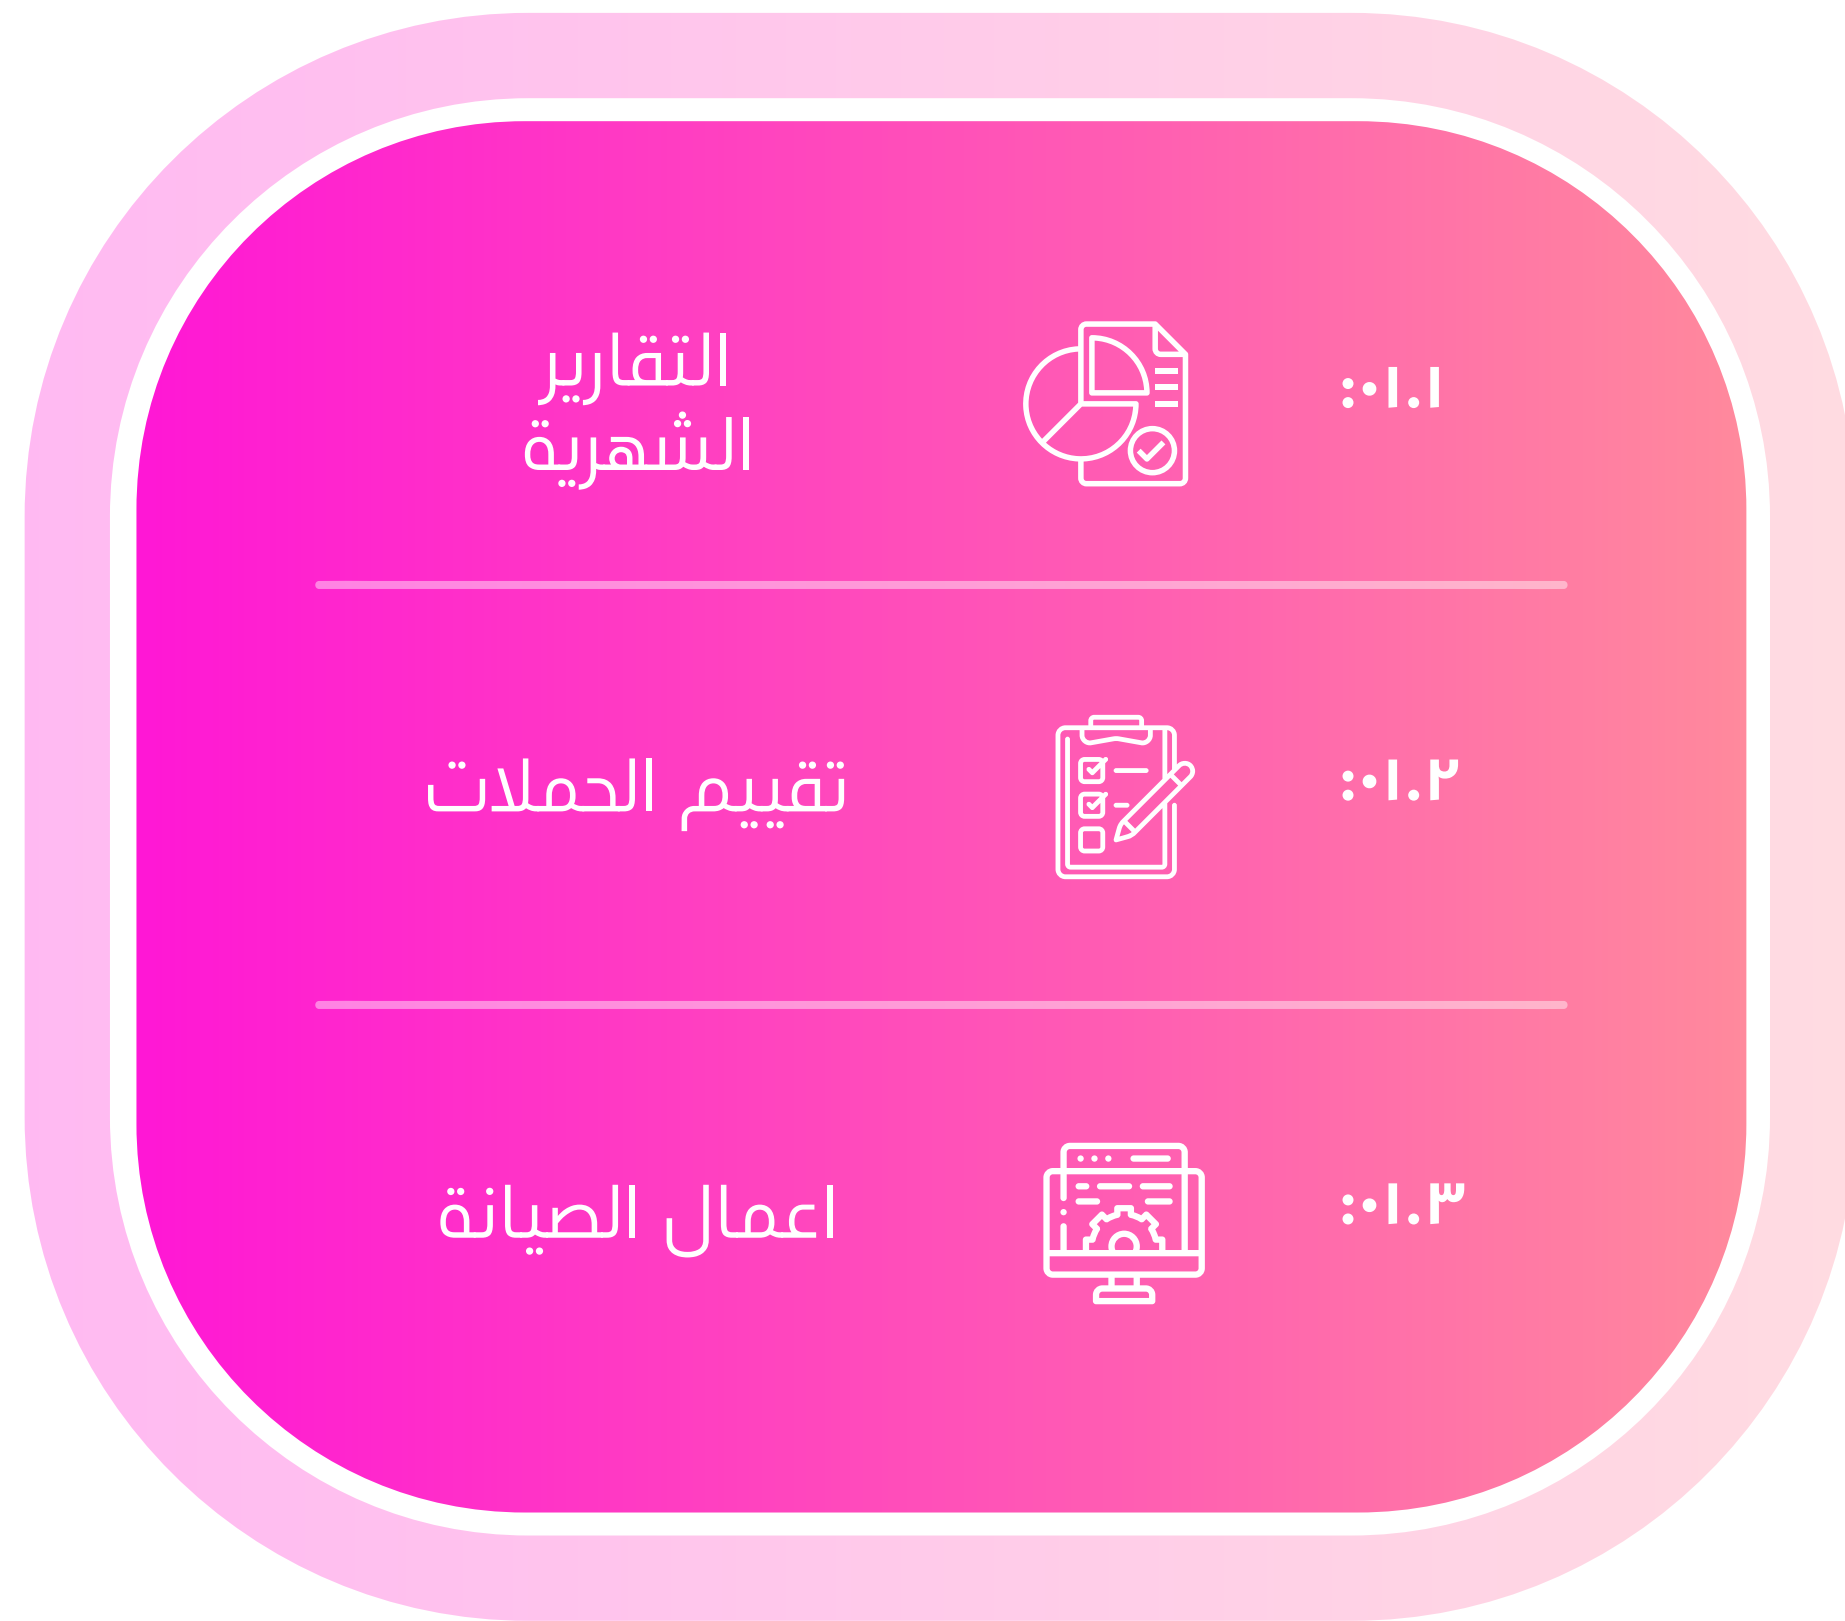 ٠١.١:
التقارير
الشهرية
٠١.٢:
تقييم الحملات
٠١.٣:
اعمال الصيانة